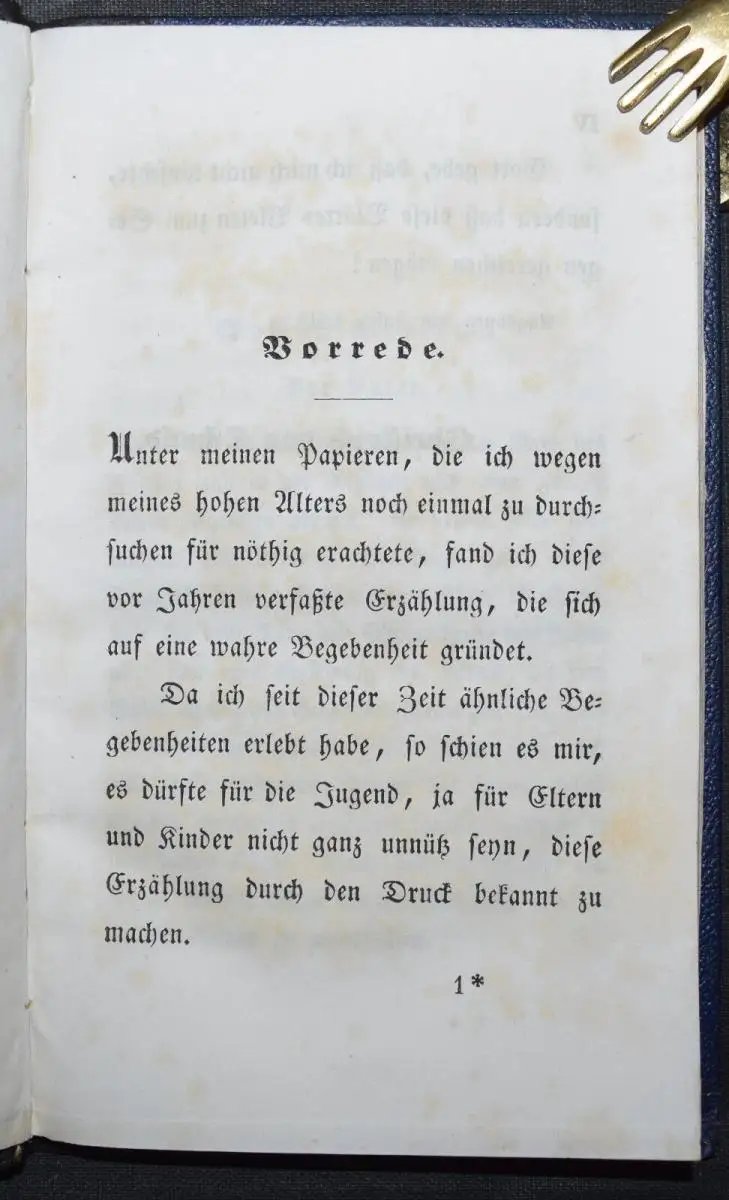 Vorrede.
Unter meinen Papieren, die ich wegen
meines hohen Alters noch einmal zu durch⸗
ſuchen für nöthig erachtete, fand ich dieſe
vor Jahren verfaßte Erzählung, die ſich
auf eine wahre Begebenheit gründet.
Da ich ſeit dieſer Zeit ähnliche Be⸗
gebenheiten erlebt habe, ſo ſchien es mir,
es dürfte für die Jugend, ja für Eltern
und Kinder nicht ganz unnütz ſeyn, dieſe
Erzählung durch den Druck bekannt zu
machen.
1*